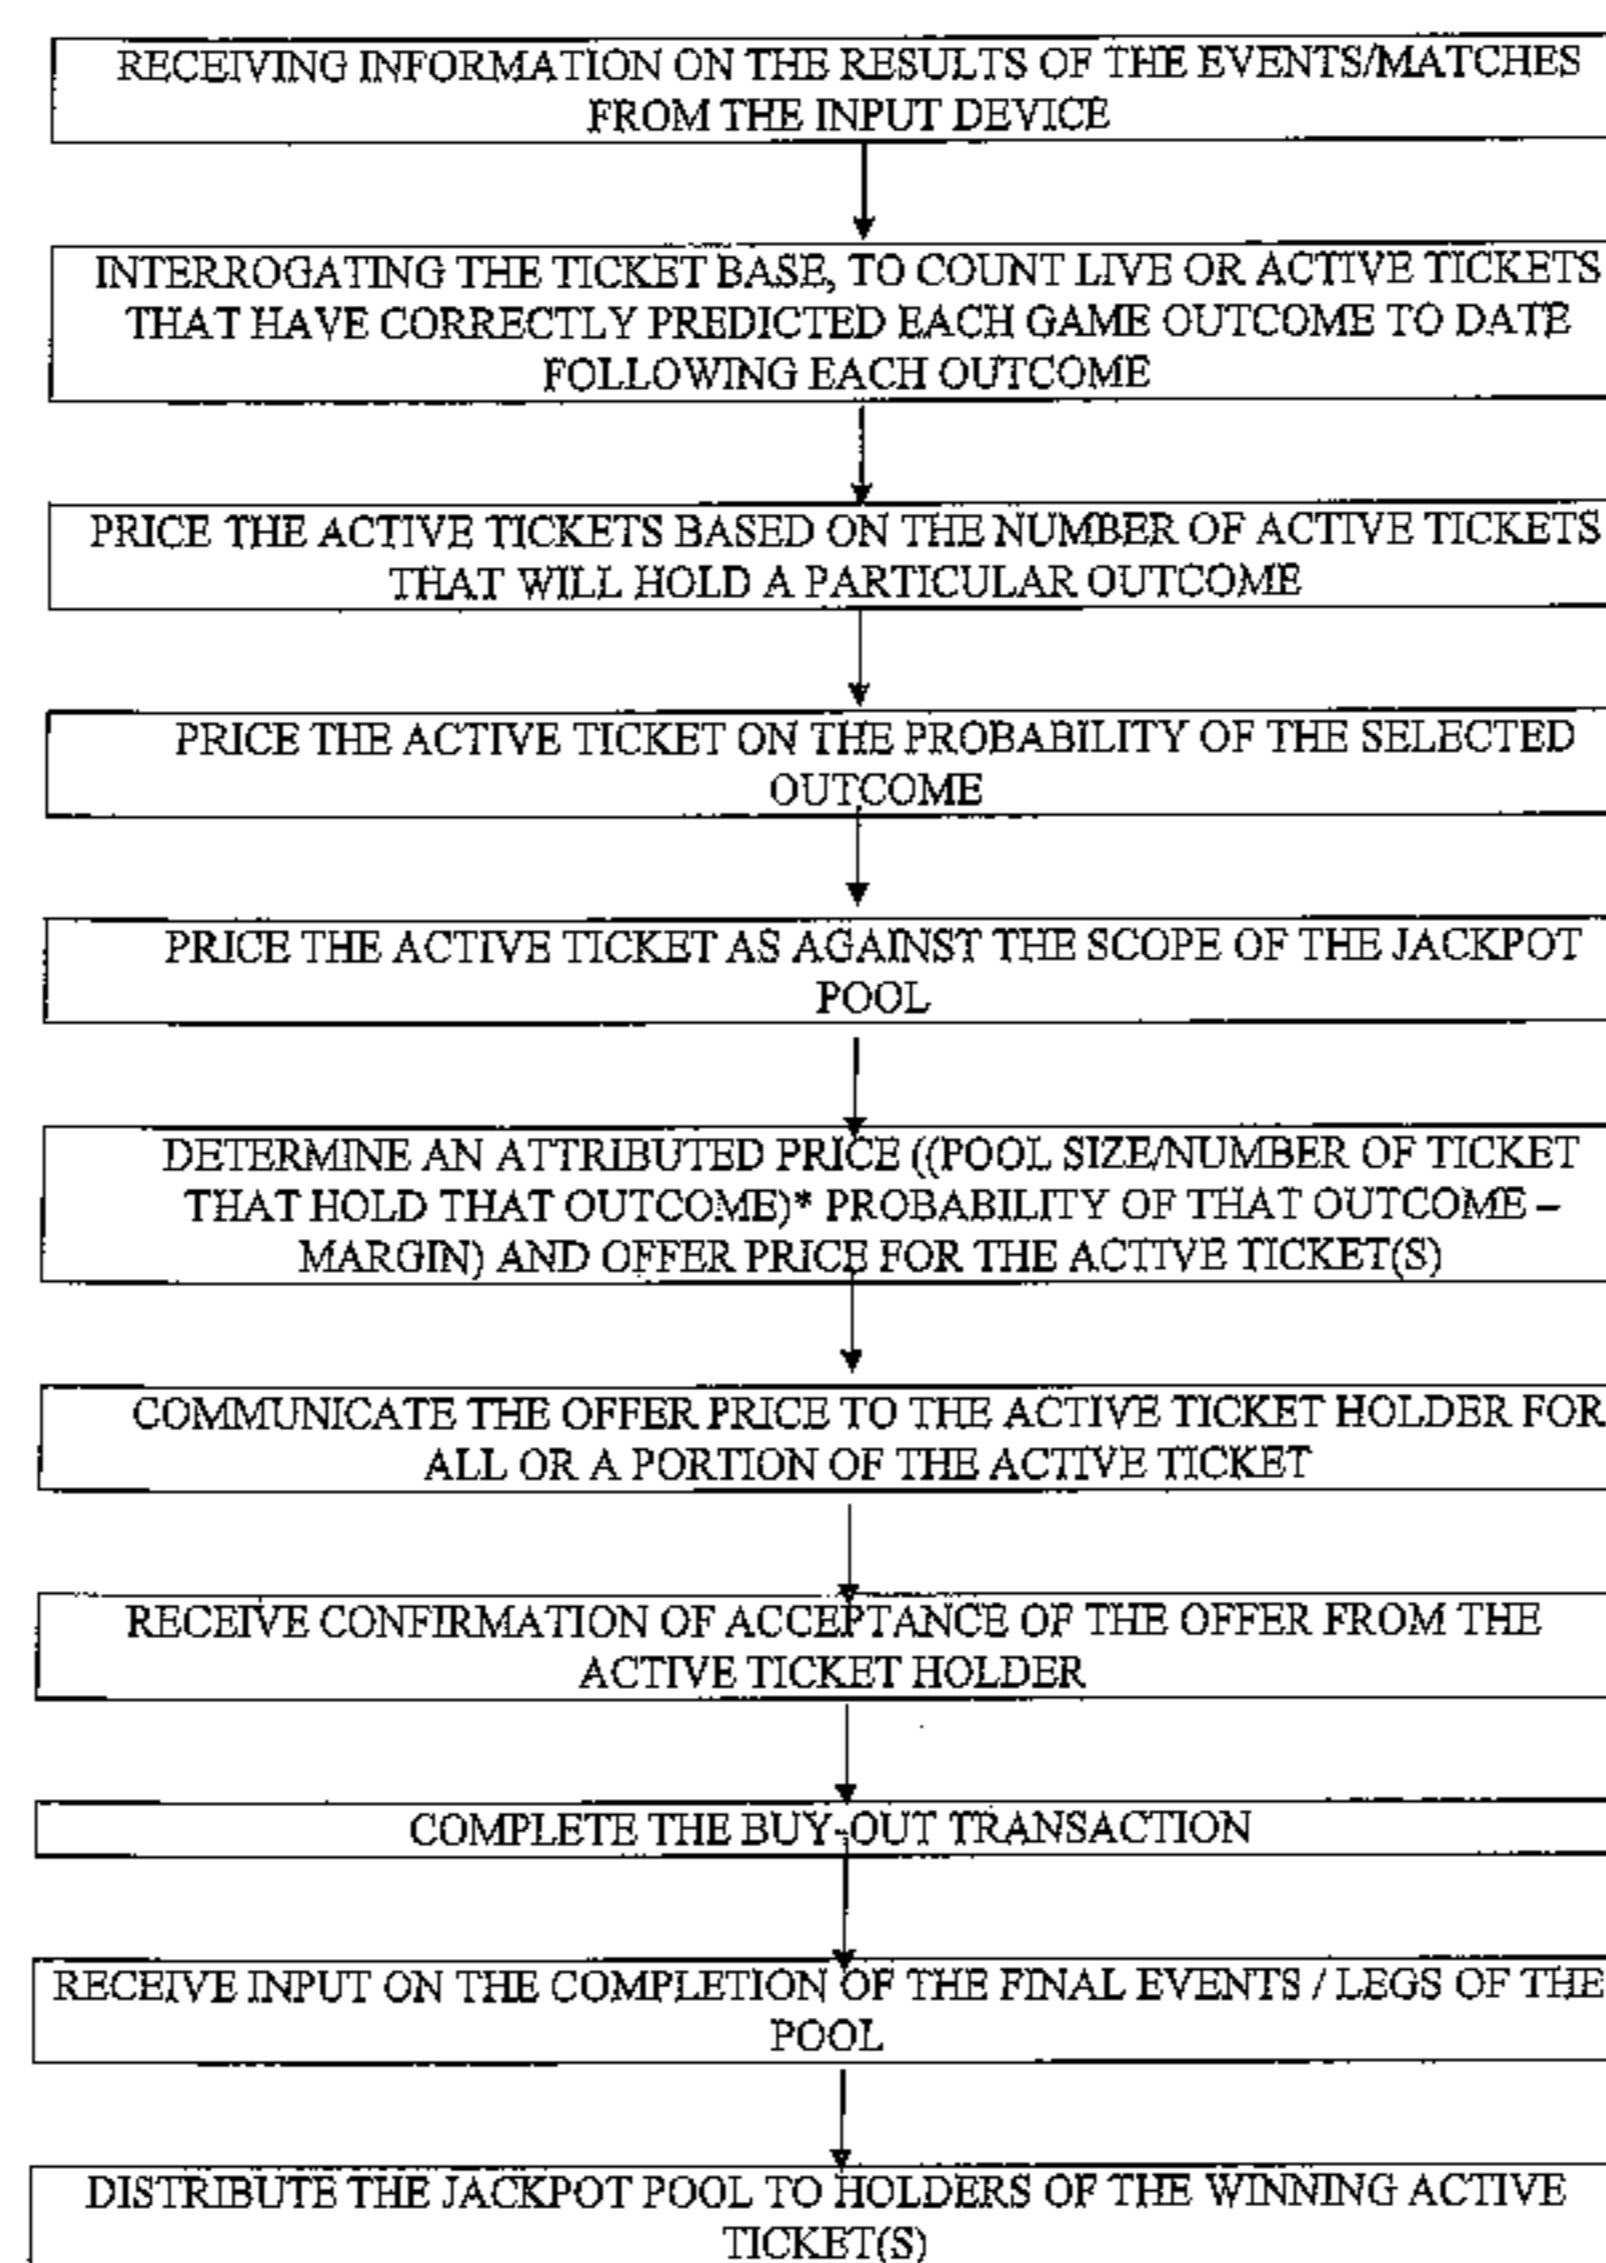 RECEIVING INFORMATION ON THE RESULTS OF THE EVENTS/MATCHES
FROM THE INPUT DEVICE
INTERROGATING THE TICKET BASE, TO COUNT LIVE OR ACTIVE TICKETS
THAT HAVE CORRECTLY PREDICTED EACH GAME OUTCOME TO DATE
FOLLOWING EACH OUTCOME
PRICE THE ACTIVE TICKETS BASED ON THE NUMBER OF ACTIVE TICKETS
THAT WILL HOLD A PARTICULAR OUTCOME
PRICE THE ACTIVE TICKET ON THE PROBABILITY OF THE SELECTED
OUTCOME
PRICE THE ACTIVE TICKET AS AGAINST THE SCOPE OF THE JACKPOT
POOL
DETERMINE AN ATTRIBUTED PRICE ((POOL SIZE/NUMBER OF TICKET
THAT HOLD THAT OUTCOME)* PROBABILITY OF THAT OUTCOME –
MARGIN) AND OFFER PRICE FOR THE ACTIVE TICKET(S)
COMMUNICATE THE OFFER PRICE TO THE ACTIVE TICKET HOLDER FOR
ALL OR A PORTION OF THE ACTIVE TICKET
RECEIVE CONFIRMATION OF ACCEPTANCE OF THE OFFER FROM THE
ACTIVE TICKET HOLDER
COMPLETE THE BUY-OUT TRANSACTION
RECEIVE INPUT ON THE COMPLETION OF THE FINAL EVENTS / LEGS OF THE
POOL
DISTRIBUTE THE JACKPOT POOL TO HOLDERS OF THE WINNING ACTIVE
TICKET(S)